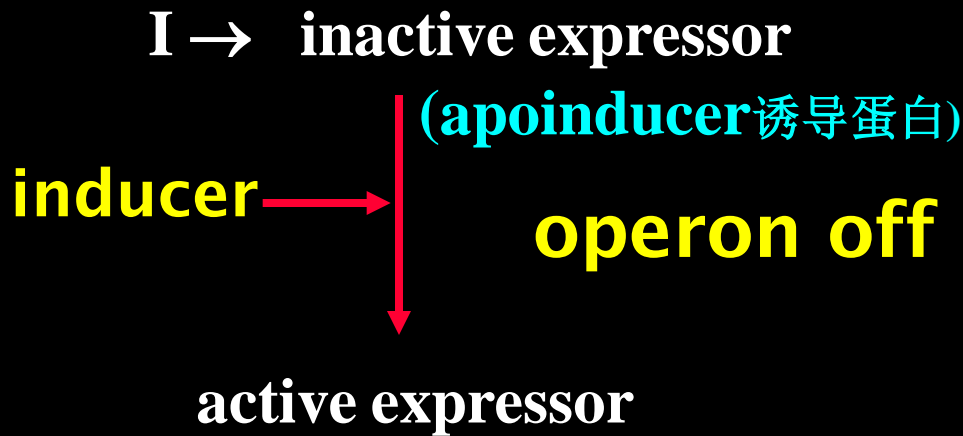 I → inactive expressor
(apoinducer诱导蛋白)
inducer
operon off
active expressor